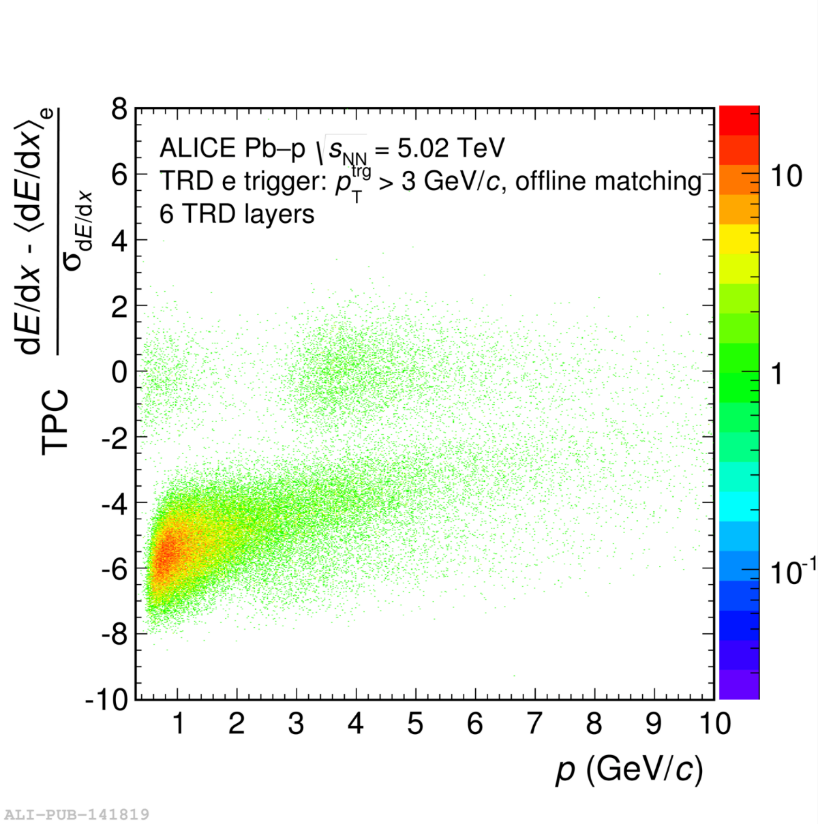 8
6
4
2
0
-2
-4
-6
-8
-10
TPC dE/dx - ⟨dE/dx⟩e
σdE/dx
ALICE Pb–p √sNN = 5.02 TeV
TRD e trigger: pTtrg > 3 GeV/c, offline matching
6 TRD layers
10
1
10-1
1 2 3 4 5 6 7 8 9 10
p (GeV/c)
ALI-PUB-141819